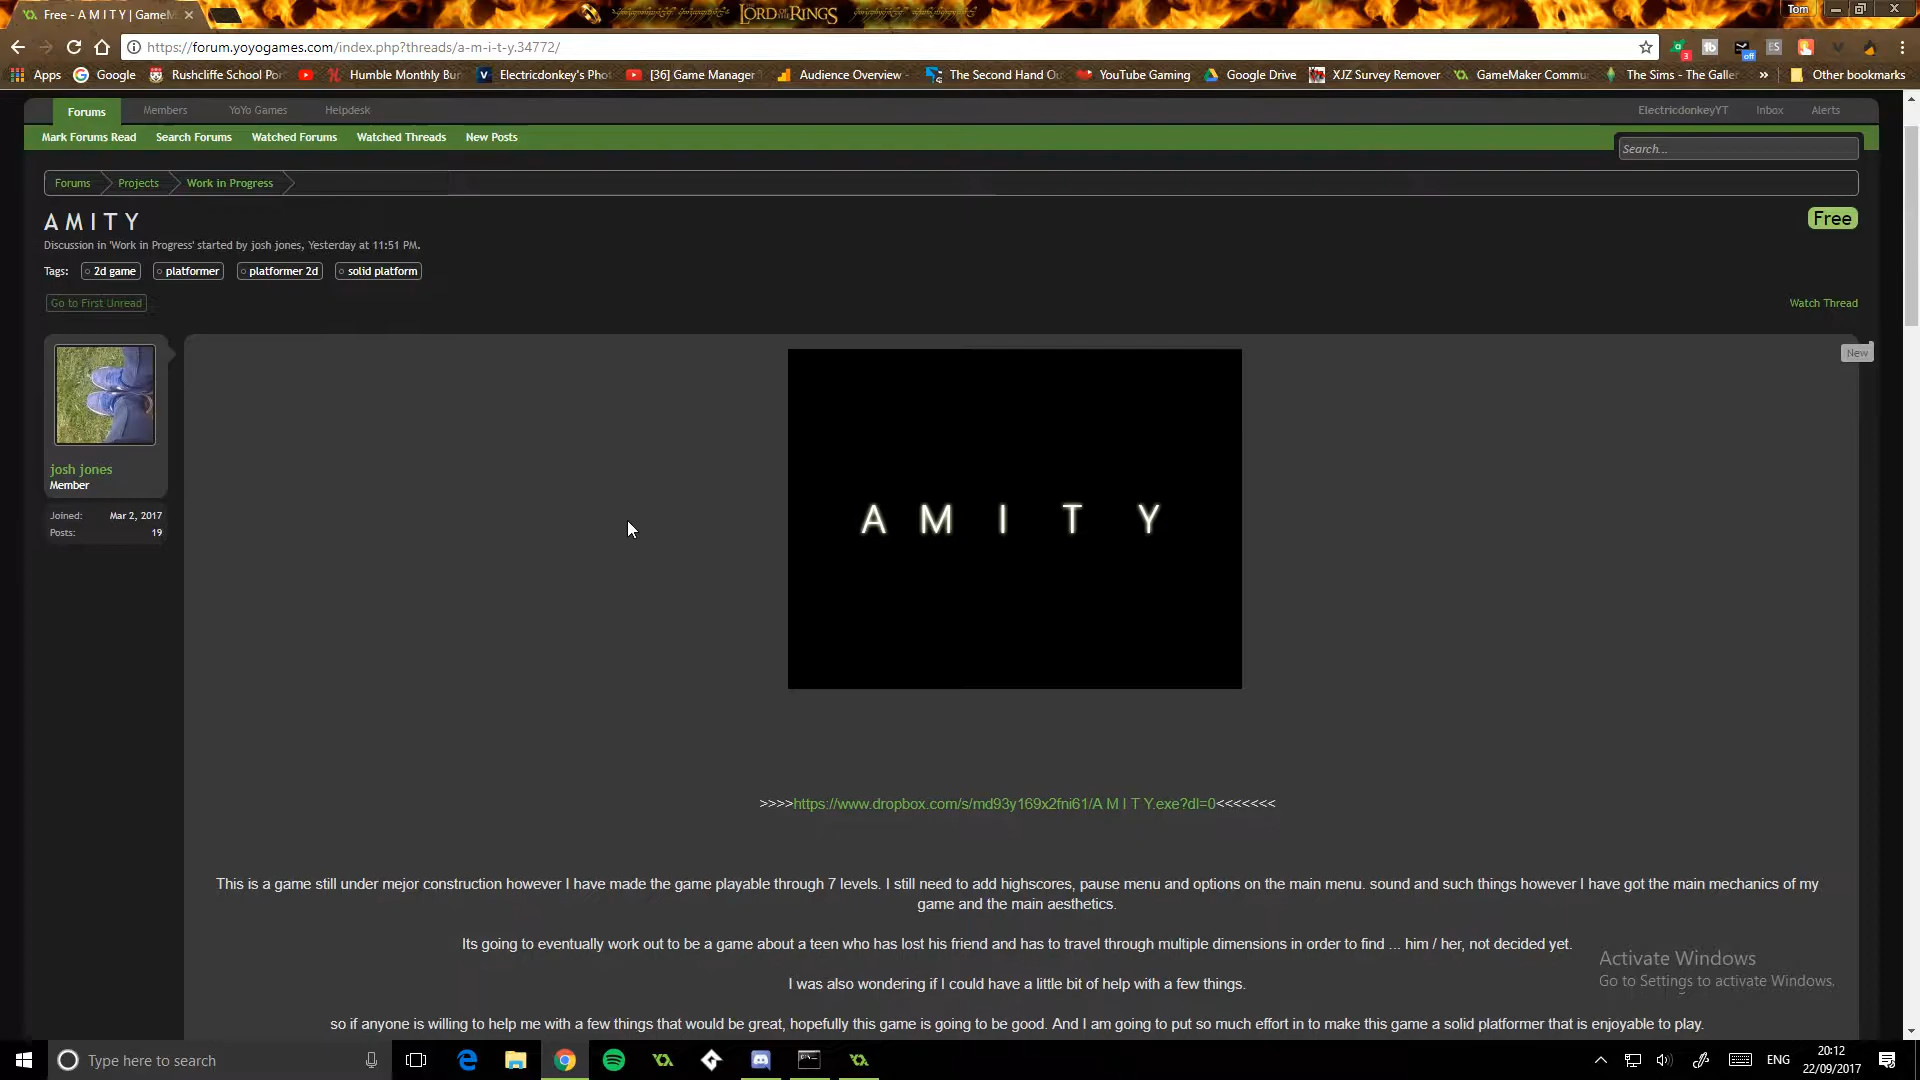 Free - A M I T Y | GameM
THE LORD OF THE RINGS
Tom
https://forum.yoyogames.com/index.php?threads/a-m-i-t-y.34772/
3
off
ES
Apps
Google
Rushcliffe School Por
Humble Monthly Bun
Electricdonkey's Phot
[36] Game Manager
Audience Overview -
The Second Hand Ou
YouTube Gaming
Google Drive
XJZ Survey Remover
GameMaker Commu
The Sims - The Galler
»
Other bookmarks
Forums
Members
YoYo Games
Helpdesk
ElectricdonkeyYT
Inbox
Alerts
Mark Forums Read
Search Forums
Watched Forums
Watched Threads
New Posts
Search...
Forums
Projects
Work in Progress
A M I T Y
Free
Discussion in 'Work in Progress' started by josh jones, Yesterday at 11:51 PM.
Tags:
2d game
platformer
platformer 2d
solid platform
Go to First Unread
Watch Thread
New
josh jones
Member
Joined: Mar 2, 2017
Posts: 19
A M I T Y
>>>>https://www.dropbox.com/s/md93y169x2fni61/A M I T Y.exe?dl=0<<<<<<<
This is a game still under mejor construction however I have made the game playable through 7 levels. I still need to add highscores, pause menu and options on the main menu. sound and such things however I have got the main mechanics of my
game and the main aesthetics.
Its going to eventually work out to be a game about a teen who has lost his friend and has to travel through multiple dimensions in order to find ... him / her, not decided yet.
I was also wondering if I could have a little bit of help with a few things.
so if anyone is willing to help me with a few things that would be great, hopefully this game is going to be good. And I am going to put so much effort in to make this game a solid platformer that is enjoyable to play.
Activate Windows
Go to Settings to activate Windows.
Type here to search
ENG
20:12
22/09/2017